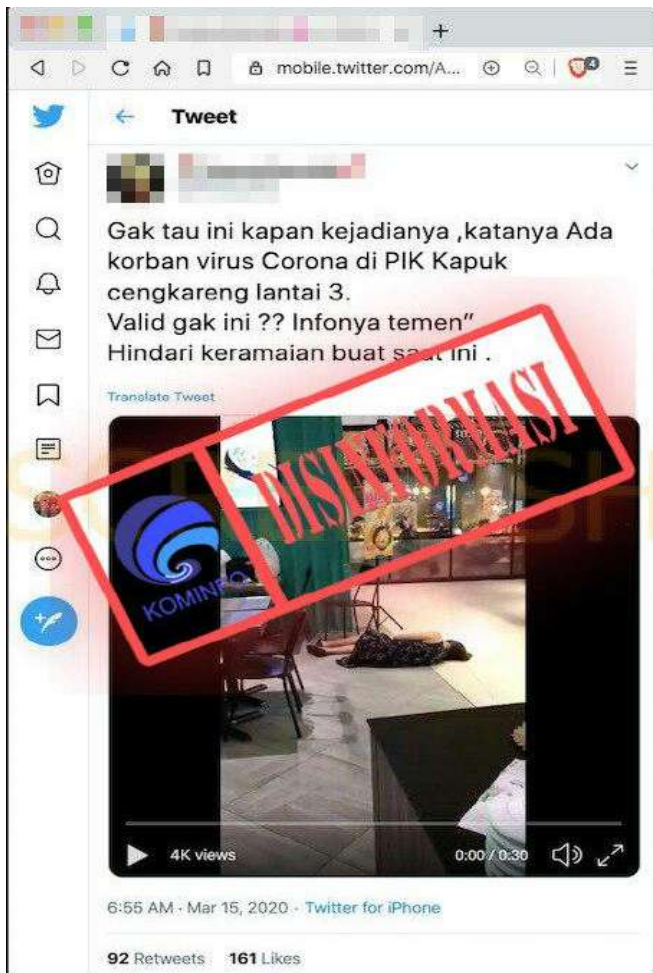 mobile.twitter.com/A...
4
Tweet
Gak tau ini kapan kejadianya ,katanya Ada
korban virus Corona di PIK Kapuk
cengkareng lantai 3.
Valid gak ini ?? Infonya temen”
Hindari keramaian buat saat ini .
Translate Tweet
DISINFORMASI
KOMINFO
4K views
0:00 / 0:30
6:55 AM · Mar 15, 2020 · Twitter for iPhone
92 Retweets 161 Likes